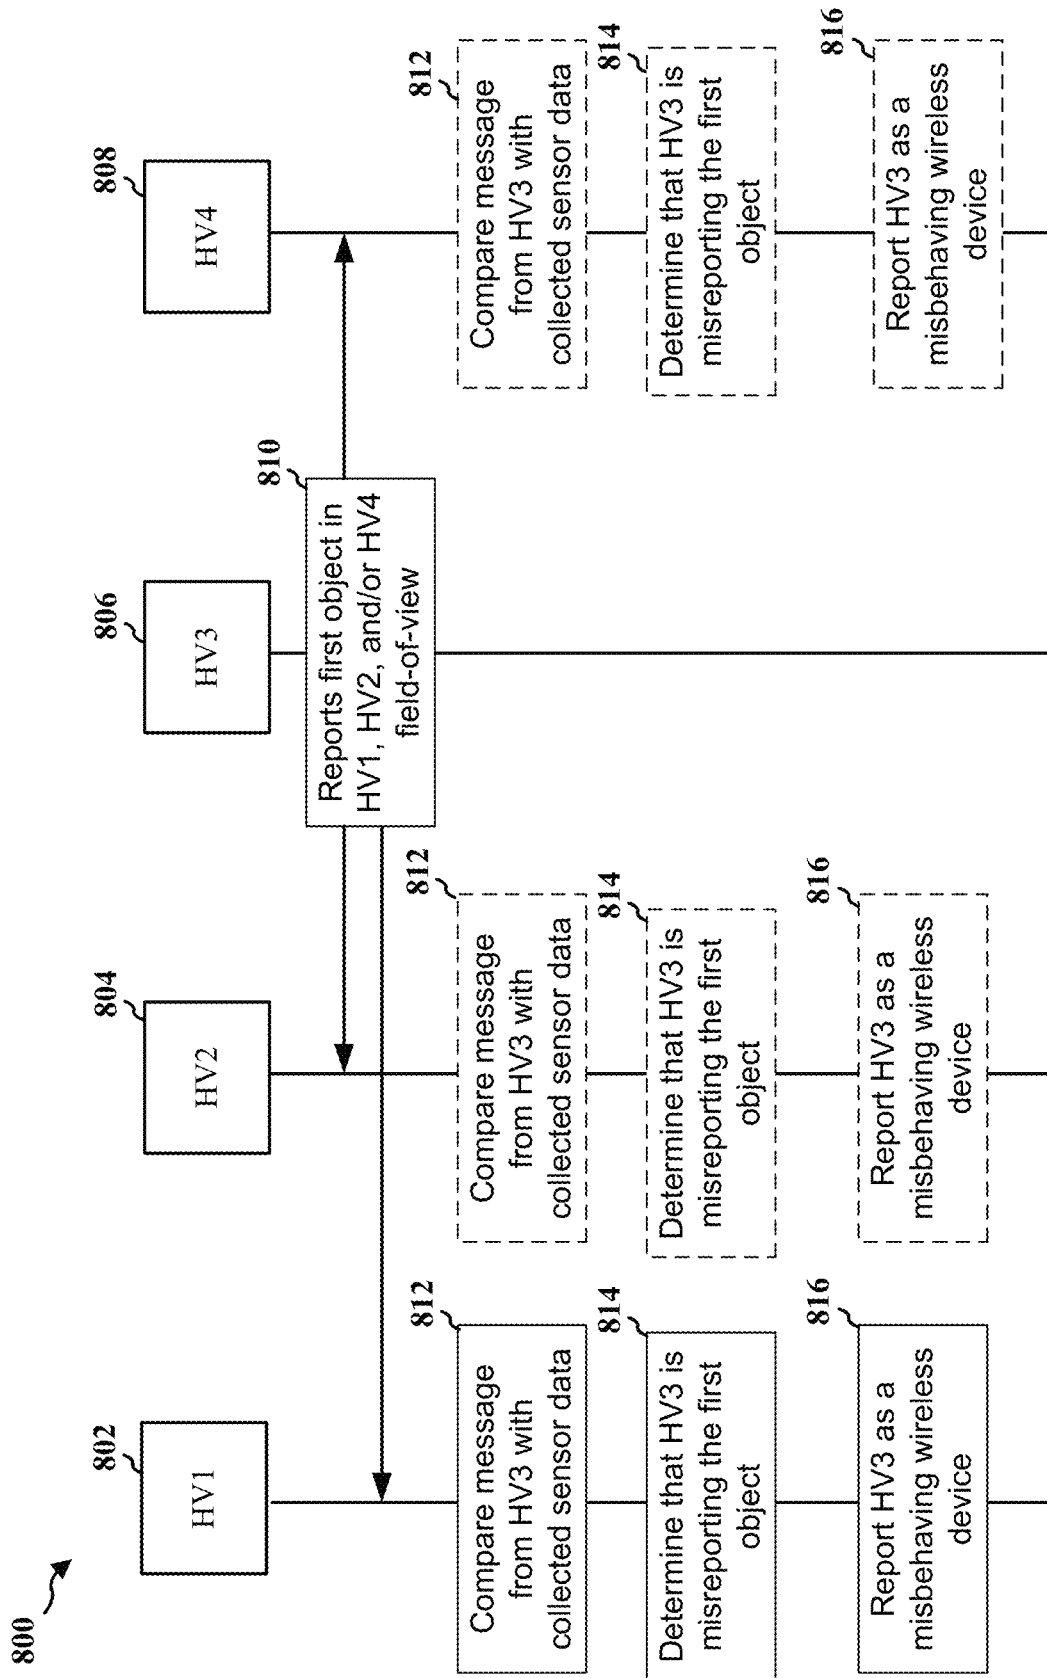 800
802
HV1
804
HV2
806
HV3
808
HV4
810
Reports first object in
HV1, HV2, and/or HV4
field-of-view
812
Compare message
from HV3 with
collected sensor data
812
Compare message
from HV3 with
collected sensor data
812
Compare message
from HV3 with
collected sensor data
814
Determine that HV3 is
misreporting the first
object
814
Determine that HV3 is
misreporting the first
object
814
Determine that HV3 is
misreporting the first
object
816
Report HV3 as a
misbehaving wireless
device
816
Report HV3 as a
misbehaving wireless
device
816
Report HV3 as a
misbehaving wireless
device